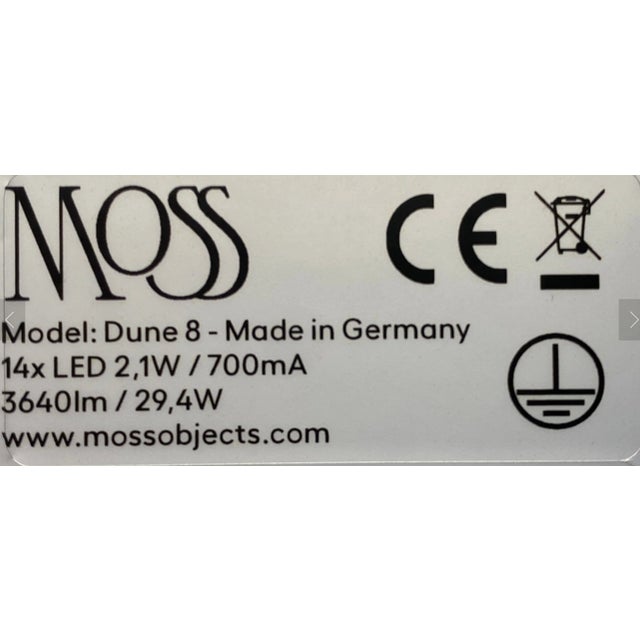 MOSS
CE
Model: Dune 8 - Made in Germany
14x LED 2,1W / 700mA
3640lm / 29,4W
www.mossobjects.com